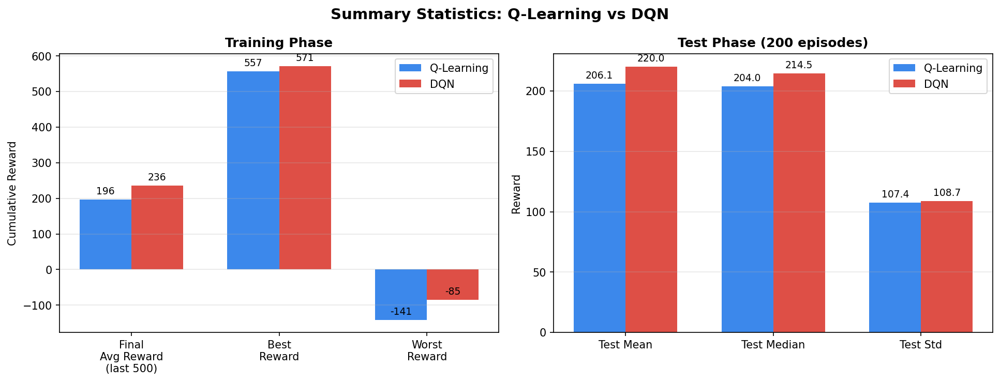 Summary Statistics: Q-Learning vs DQN
Training Phase
Cumulative Reward
600
500
400
300
200
100
0
−100
196
236
557
571
-141
-85
Q-Learning
DQN
Final
Avg Reward
(last 500)
Best
Reward
Worst
Reward
Test Phase (200 episodes)
Reward
200
150
100
50
0
206.1
220.0
204.0
214.5
107.4
108.7
Q-Learning
DQN
Test Mean
Test Median
Test Std